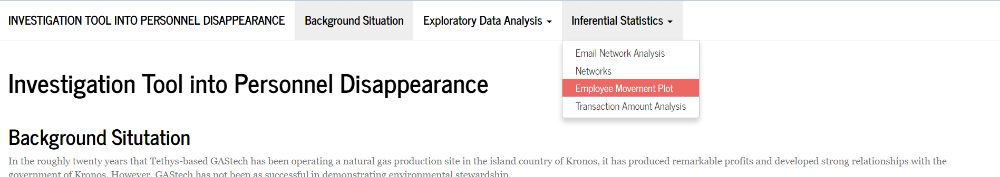 INVESTIGATION TOOL INTO PERSONNEL DISAPPEARANCE Background Situation Exploratory Data Analysis Inferential Statistics
Email Network Analysis
Networks
Employee Movement Plot
Transaction Amount Analysis
Investigation Tool into Personnel Disappearance
Background Situtation
In the roughly twenty years that Tethys-based GAStech has been operating a natural gas production site in the island country of Kronos, it has produced remarkable profits and developed strong relationships with the
government of Kronos. However, GAStech has not been as successful in demonstrating environmental stewardship.